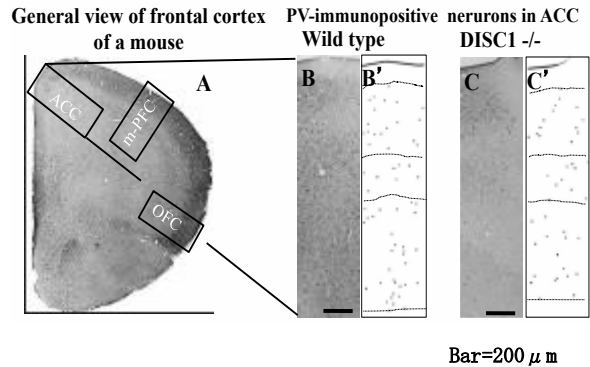 General view of frontal cortex
of a mouse
PV-immunopositive nerurons in ACC
Wild type
DISC1 -/-
A
B
B'
C
C'
ACC
m-PFC
OFC
Bar=200 μ m